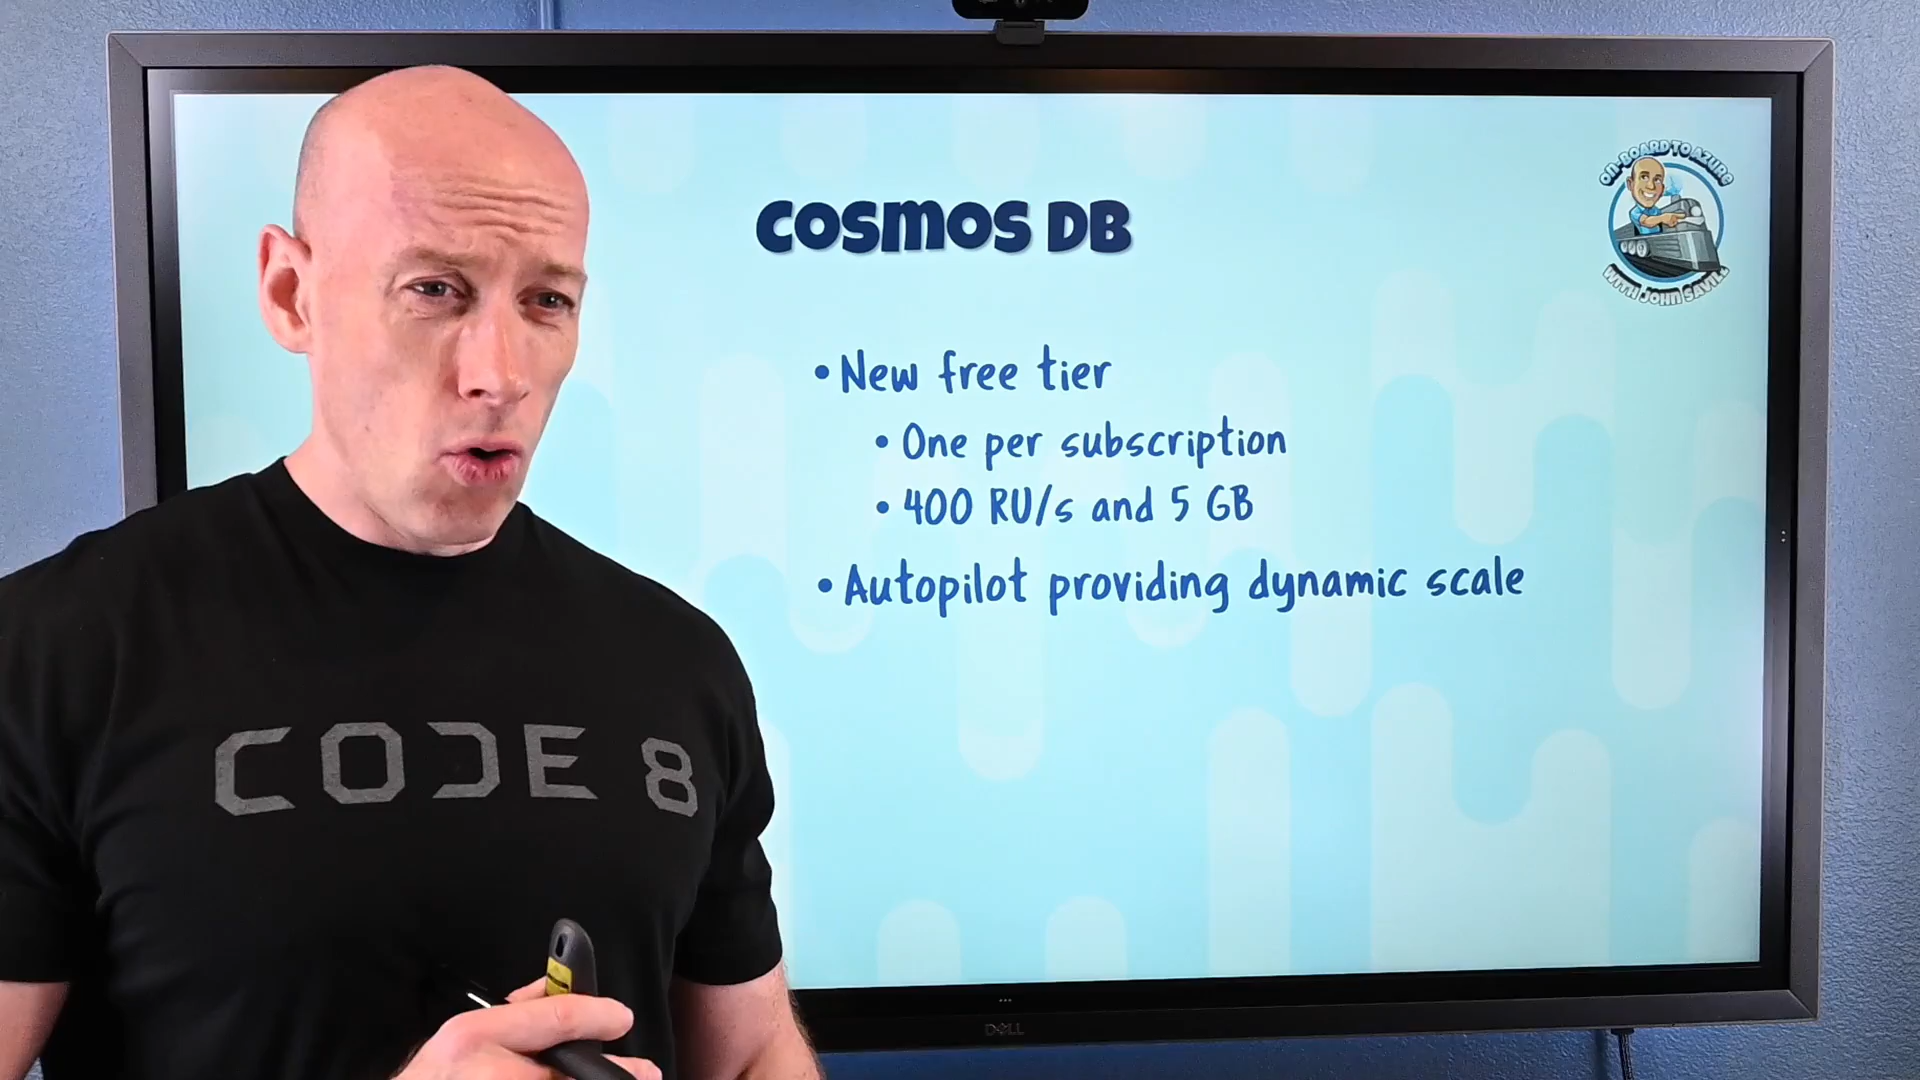 COSMOS DB
ON-BOARD TO AZURE
WITH JOHN SAVILL
• New free tier
• One per subscription
• 400 RU/s and 5 GB
• Autopilot providing dynamic scale
CODE 8
DELL